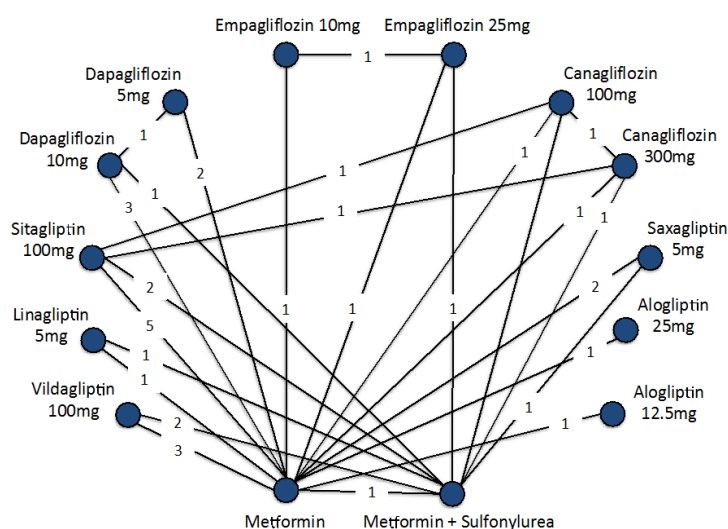 Empagliflozin 10mg
Empagliflozin 25mg
1
Dapagliflozin
5mg
Canagliflozin
100mg
Dapagliflozin
10mg
1
1
1
Canagliflozin
300mg
2
1
3
1
1
1
1
Sitagliptin
100mg
Saxagliptin
5mg
2
2
Linagliptin
5mg
1
1
1
5
Alogliptin
25mg
1
1
1
Vildagliptin
100mg
2
1
1
Alogliptin
12.5mg
3
1
Metformin
Metformin + Sulfonylurea